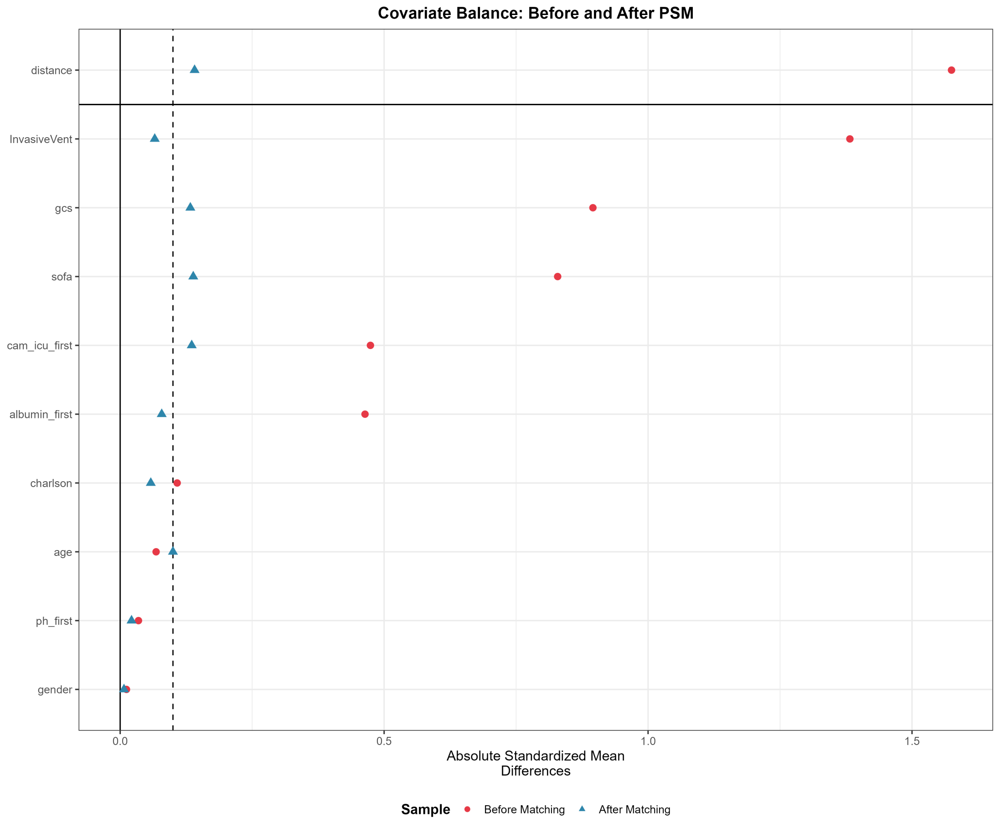 Covariate Balance: Before and After PSM
distance
InvasiveVent
gcs
sofa
cam_icu_first
albumin_first
charlson
age
ph_first
gender
0.0 0.5 1.0 1.5
Absolute Standardized Mean
Differences
Sample Before Matching After Matching